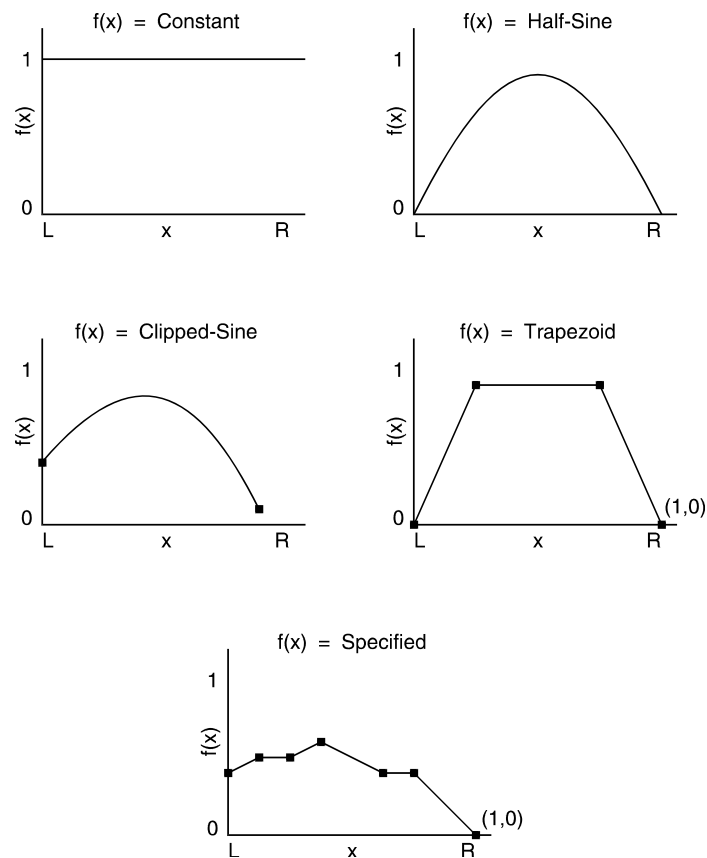 f(x) = Constant
1
f(x)
0
L x R
f(x) = Half-Sine
1
f(x)
0
L x R
f(x) = Clipped-Sine
1
f(x)
0
L x R
f(x) = Trapezoid
1
f(x)
0
(1,0)
L x R
f(x) = Specified
1
f(x)
0
(1,0)
L x R